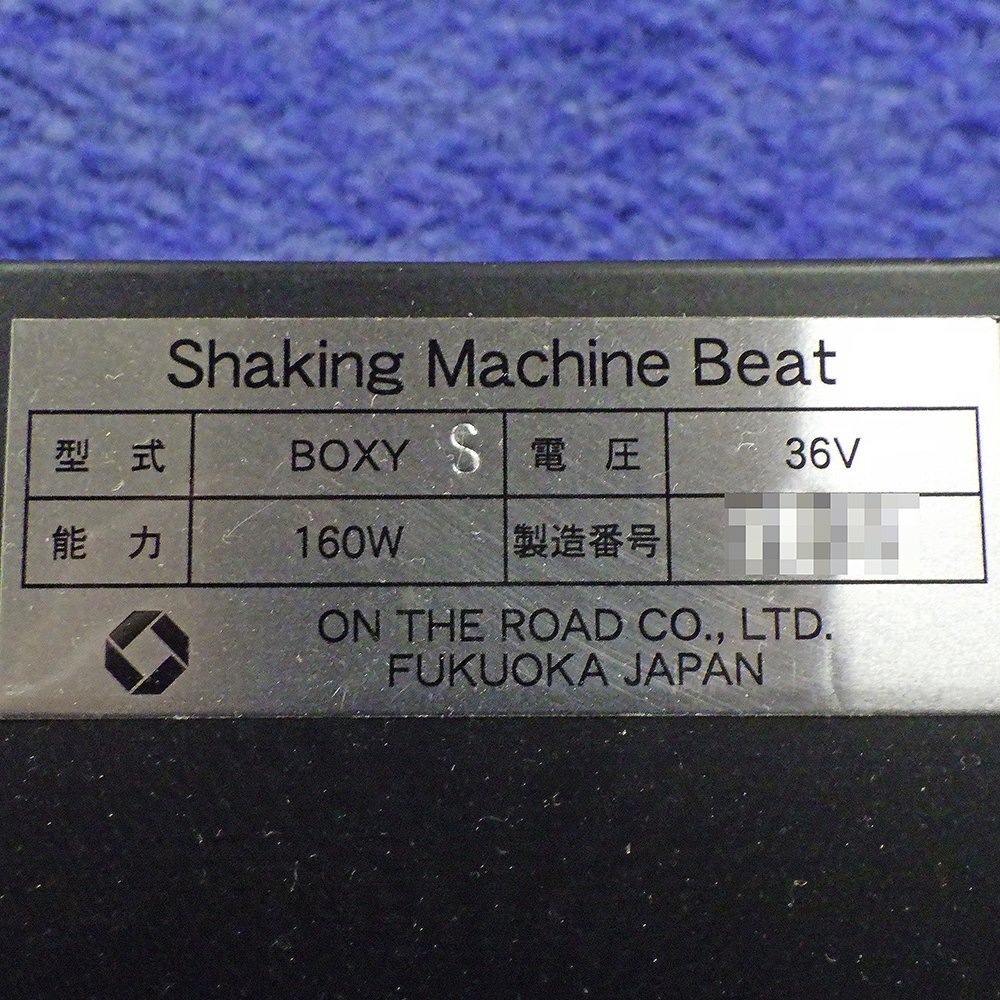 Shaking Machine Beat
型 式 BOXY S 電 圧 36V
能 力 160W 製造番号
ON THE ROAD CO., LTD.
FUKUOKA JAPAN